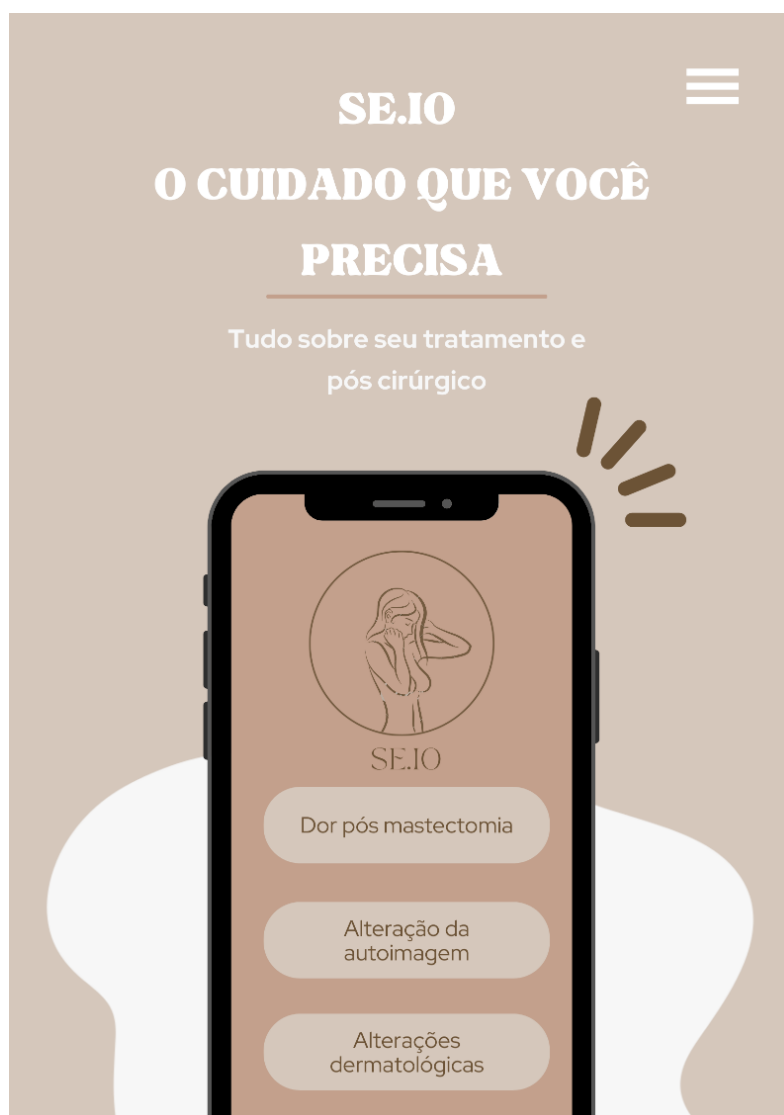 SE.IO
O CUIDADO QUE VOCÊ
PRECISA
Tudo sobre seu tratamento e
pós cirúrgico
SE.IO
Dor pós mastectomia
Alteração da
autoimagem
Alterações
dermatológicas